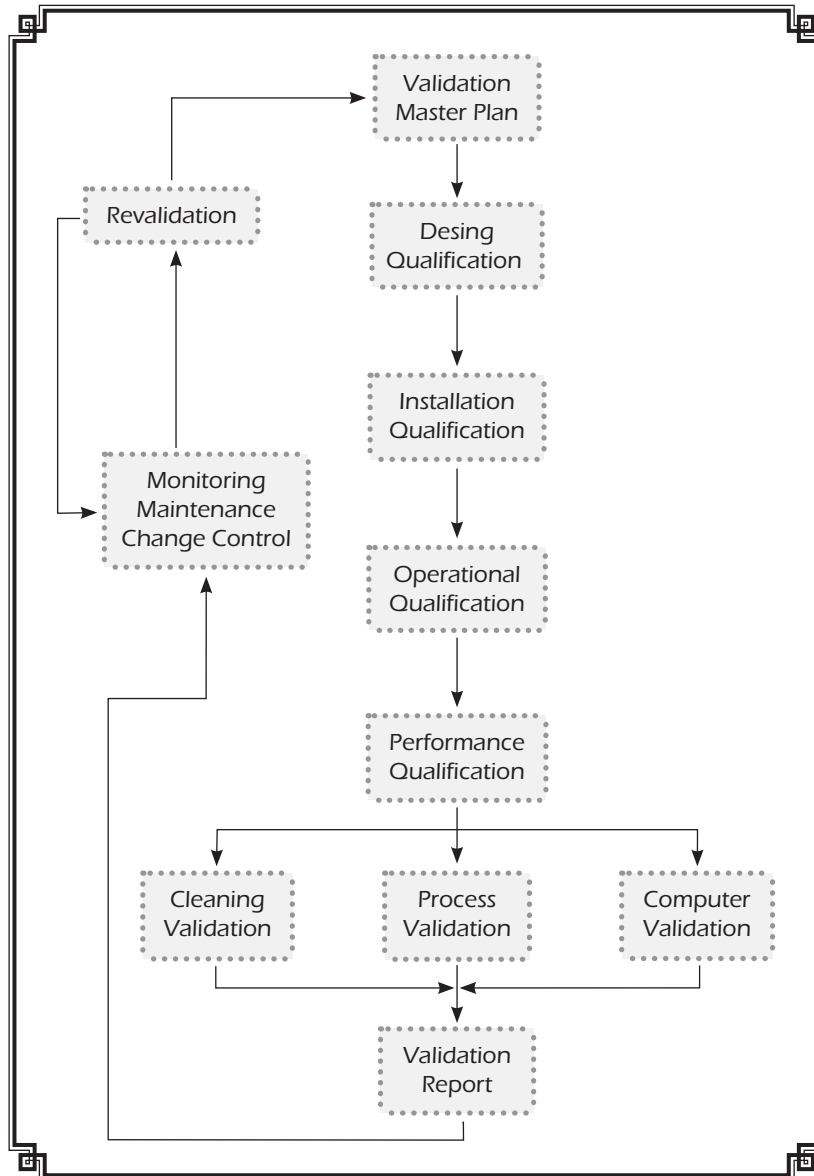 Validation
Master Plan
Revalidation
Desing
Qualification
Installation
Qualification
Monitoring
Maintenance
Change Control
Operational
Qualification
Performance
Qualification
Cleaning
Validation
Process
Validation
Computer
Validation
Validation
Report